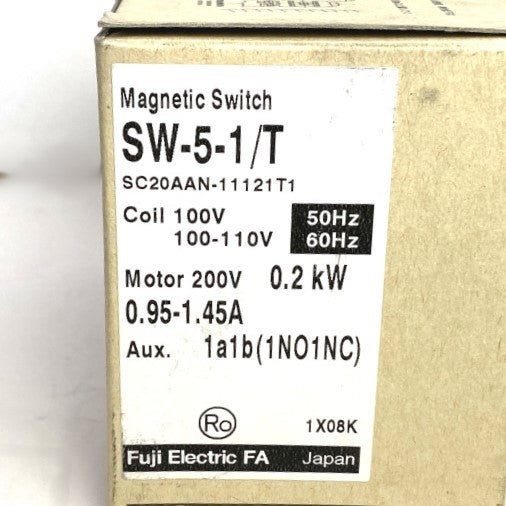 Magnetic Switch
SW-5-1/T
SC20AAN-11121T1
Coil 100V 50Hz
100-110V 60Hz
Motor 200V 0.2 kW
0.95-1.45A
Aux. 1a1b(1NO1NC)
Ro 1X08K
Fuji Electric FA Japan